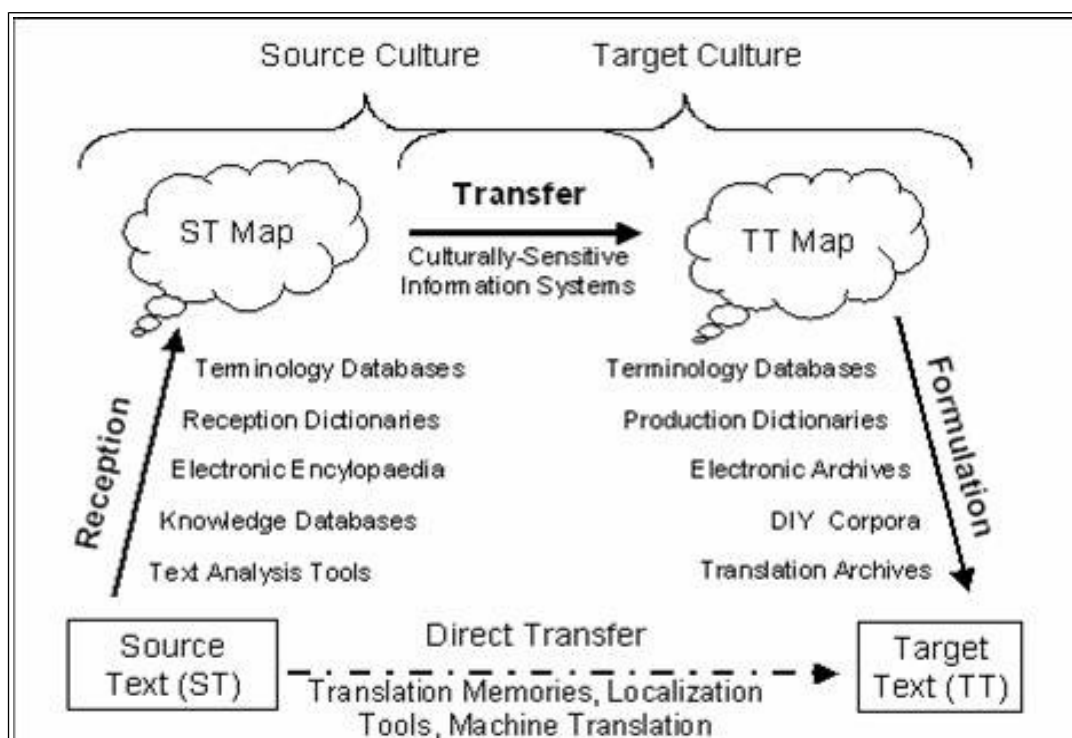 Source Culture
Target Culture
ST Map
Transfer
Culturally-Sensitive
Information Systems
TT Map
Reception
Terminology Databases
Reception Dictionaries
Electronic Encylopaedia
Knowledge Databases
Text Analysis Tools
Terminology Databases
Production Dictionaries
Electronic Archives
DIY Corpora
Translation Archives
Formulation
Source
Text (ST)
Direct Transfer
Translation Memories, Localization
Tools, Machine Translation
Target
Text (TT)